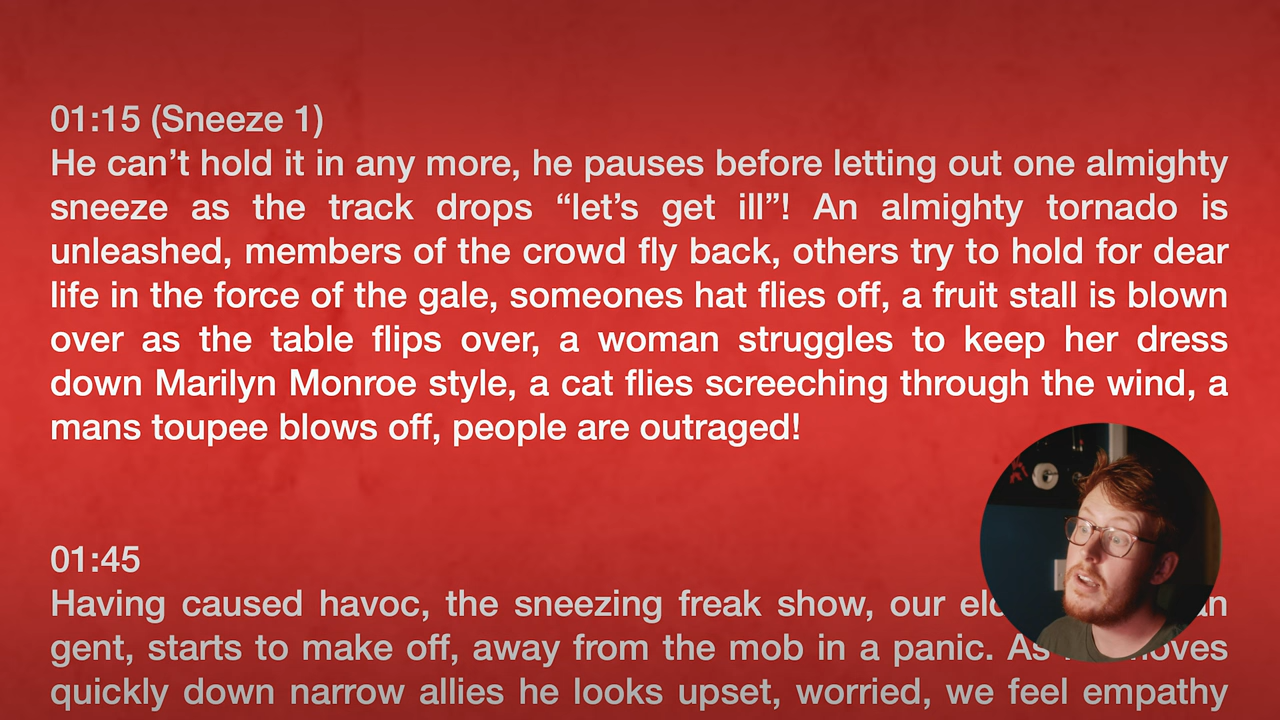 01:15 (Sneeze 1)
He can’t hold it in any more, he pauses before letting out one almighty
sneeze as the track drops “let’s get ill”! An almighty tornado is
unleashed, members of the crowd fly back, others try to hold for dear
life in the force of the gale, someones hat flies off, a fruit stall is blown
over as the table flips over, a woman struggles to keep her dress
down Marilyn Monroe style, a cat flies screeching through the wind, a
mans toupee blows off, people are outraged!
01:45
Having caused havoc, the sneezing freak show, our
gent, starts to make off, away from the mob in a panic. As
quickly down narrow allies he looks upset, worried, we feel empathy